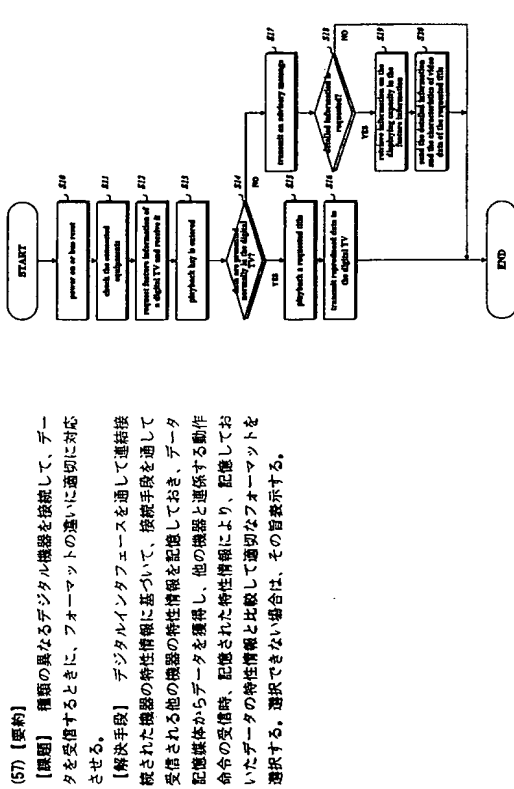 (57)【要約】
【課題】　種類の異なるデジタル機器を接続して、デー
タを受信するときに、フォーマットの違いに適切に対応
させる。
【解決手段】　デジタルインタフェースを通して連結接
続された機器の特性情報に基づいて、接続手段を通して
受信される他の機器の特性情報を記憶しておき、データ
記憶媒体からデータを獲得し、他の機器と連係する動作
命令の受信時、記憶された特性情報により、記憶してお
いたデータの特性情報と比較して適切なフォーマットを
選択する。選択できない場合は、その旨表示する。
START
S10
power on or bus reset
S11
check the connected
equipments
S12
request feature information of
a digital TV and receive it
S13
playback key is entered
S14
data are presented
normally in the digital
TV?
NO
YES
S15
playback a requested title
S16
transmit reproduced data to
the digital TV
S17
transmit an advisory message
S18
detailed information is
requested?
NO
YES
S19
retrieve information on the
displaying capacity in the
feature information
S20
send the detailed information
and the characteristics of video
data of the requested title
END